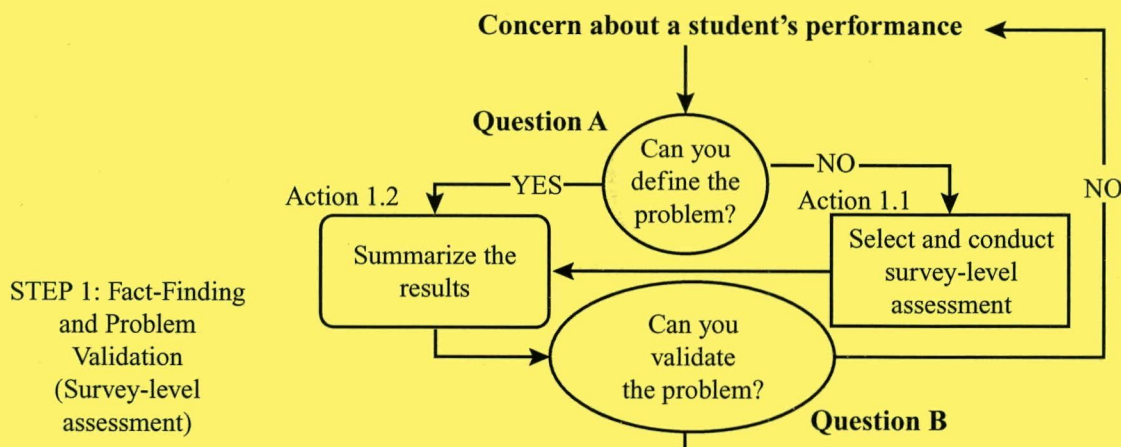 Concern about a student's performance
Question A
Can you
define the
problem?
YES
NO
NO
Action 1.2
Summarize the
results
Action 1.1
Select and conduct
survey-level
assessment
STEP 1: Fact-Finding
and Problem
Validation
(Survey-level
assessment)
Can you
validate
the problem?
Question B